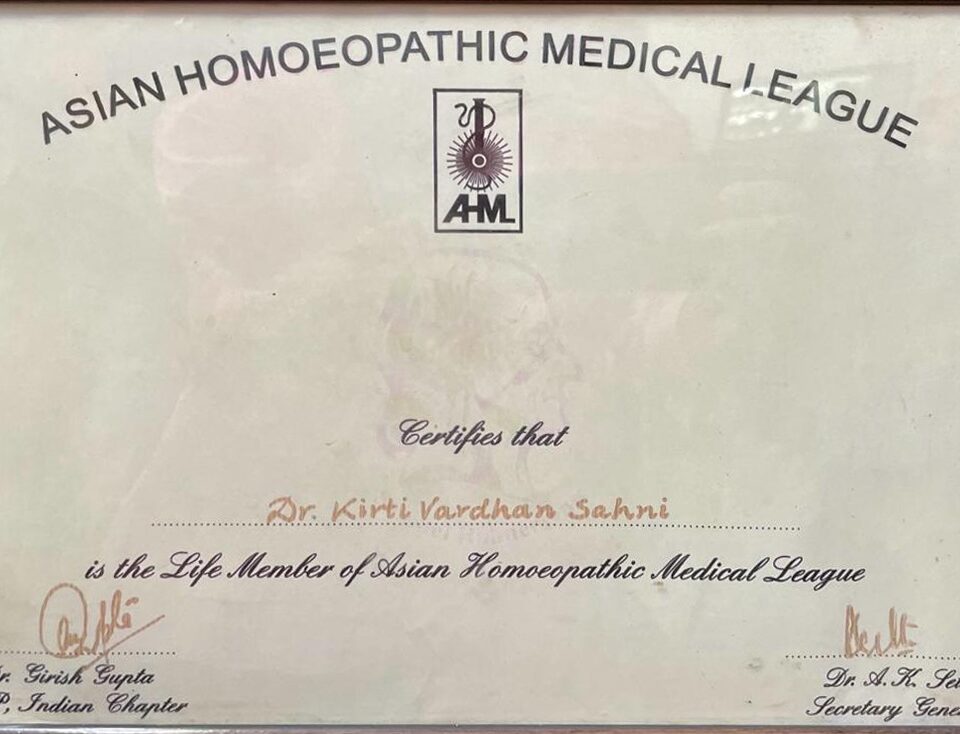 ASIAN HOMOEOPATHIC MEDICAL LEAGUE
AHML
Certifies that
Dr. Kirti Vardhan Sahni
is the Life Member of Asian Homoeopathic Medical League
Girish Gupta
Indian Chapter
Dr. A.K.
Secretary